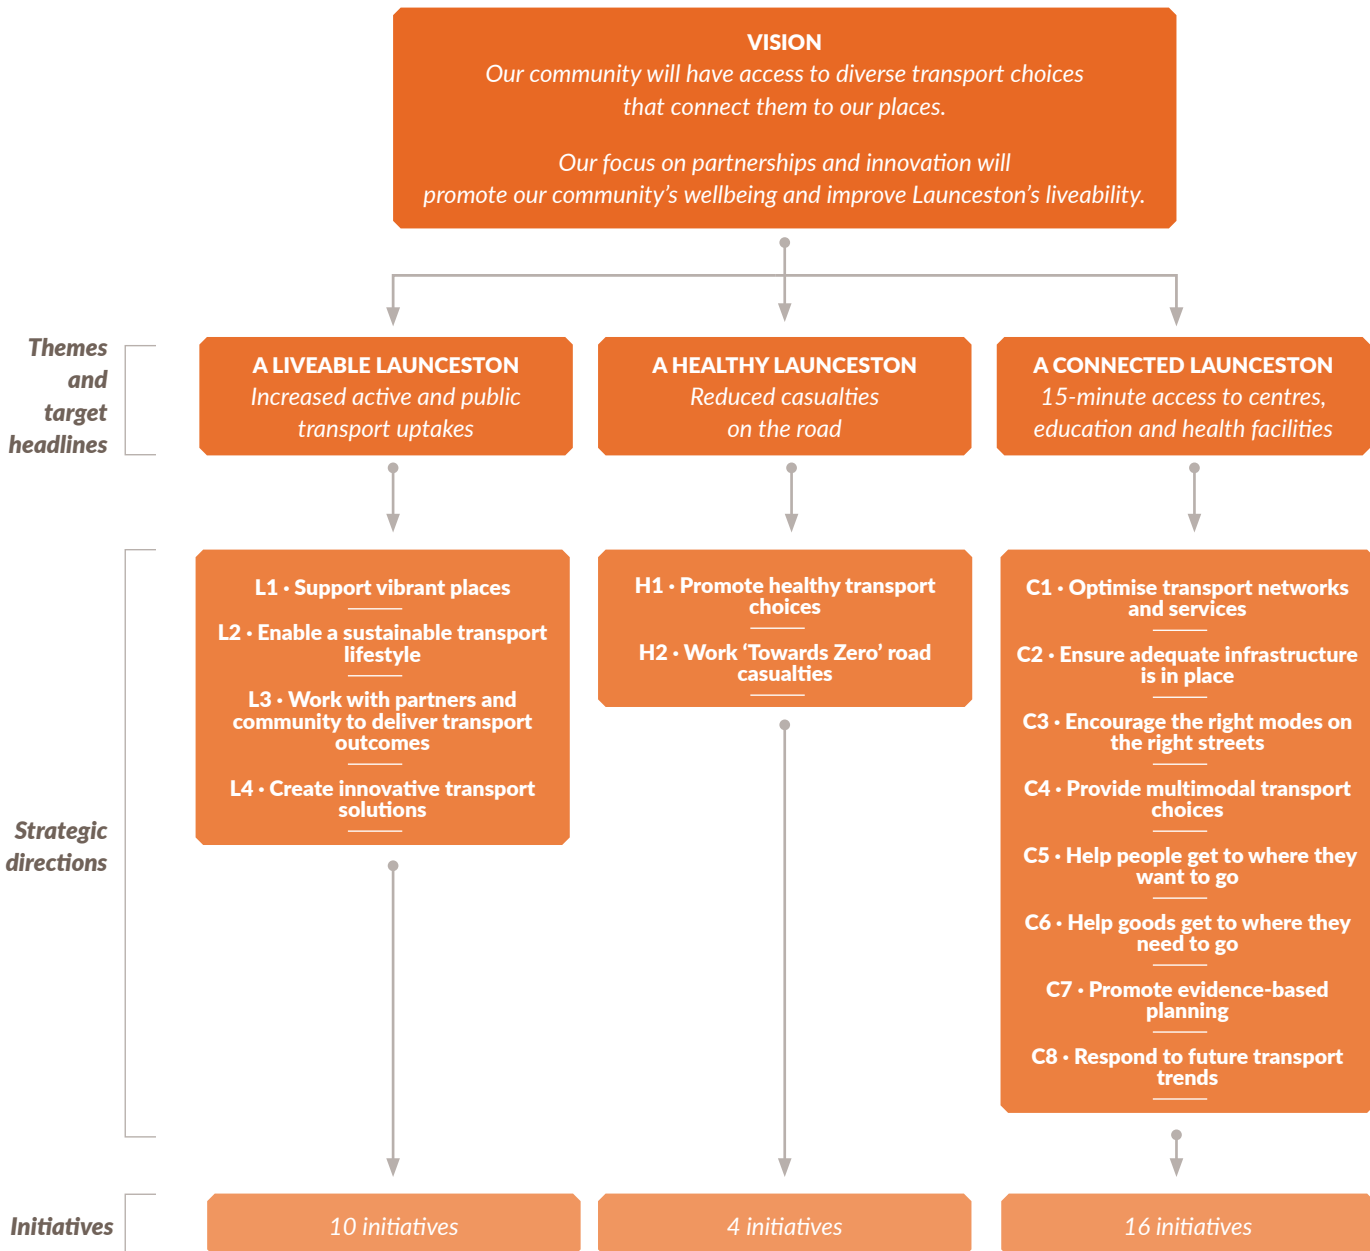 VISION
Our community will have access to diverse transport choices
that connect them to our places.
Our focus on partnerships and innovation will
promote our community's wellbeing and improve Launceston's liveability.
Themes
and
target
headlines
A LIVEABLE LAUNCESTON
Increased active and public
transport uptakes
A HEALTHY LAUNCESTON
Reduced casualties
on the road
A CONNECTED LAUNCESTON
15-minute access to centres,
education and health facilities
Strategic
directions
L1 • Support vibrant places
L2 • Enable a sustainable transport
lifestyle
L3 • Work with partners and
community to deliver transport
outcomes
L4 • Create innovative transport
solutions
H1 • Promote healthy transport
choices
H2 • Work ‘Towards Zero’ road
casualties
C1 • Optimise transport networks
and services
C2 • Ensure adequate infrastructure
is in place
C3 • Encourage the right modes on
the right streets
C4 • Provide multimodal transport
choices
C5 • Help people get to where they
want to go
C6 • Help goods get to where they
need to go
C7 • Promote evidence-based
planning
C8 • Respond to future transport
trends
Initiatives
10 initiatives
4 initiatives
16 initiatives